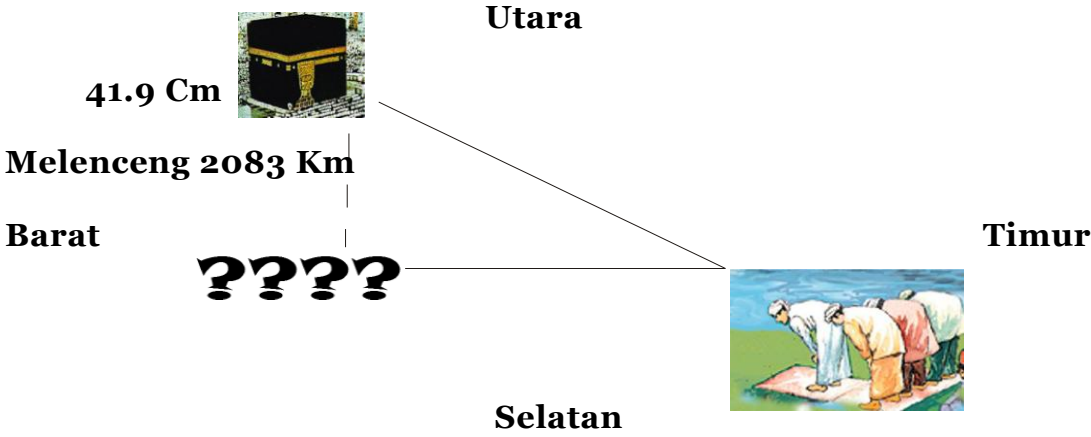 Utara
41.9 Cm
Melenceng 2083 Km
Barat
Timur
????
Selatan